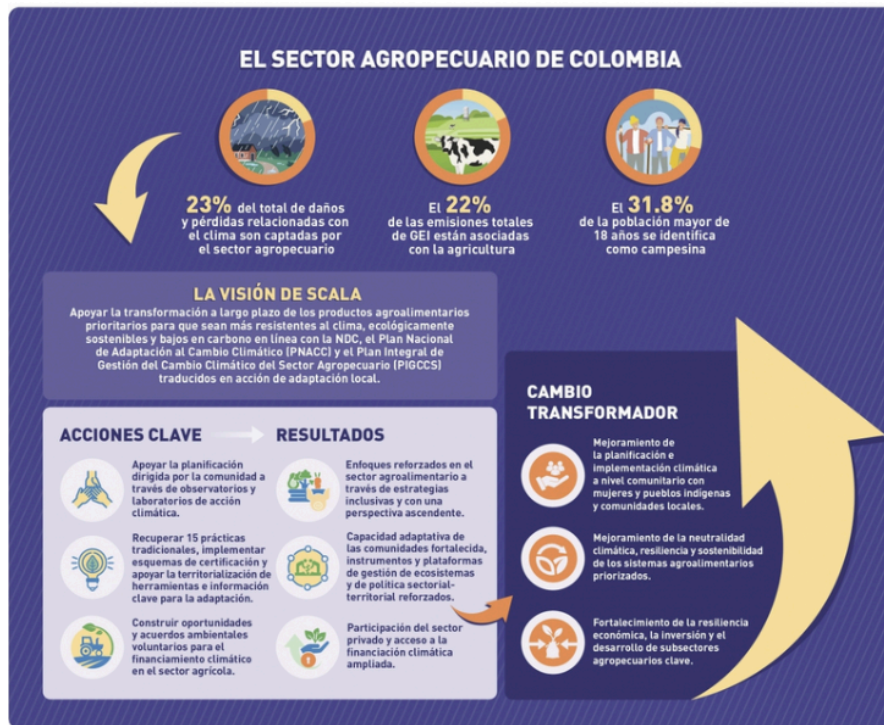 EL SECTOR AGROPECUARIO DE COLOMBIA
23% del total de daños
y pérdidas relacionadas con
el clima son captadas por
el sector agropecuario
El 22%
de las emisiones totales
de GEI están asociadas
con la agricultura
El 31.8%
de la población mayor de
18 años se identifica
como campesina
LA VISIÓN DE SCALA
Apoyar la transformación a largo plazo de los productos agroalimentarios
prioritarios para que sean más resistentes al clima, ecológicamente
sostenibles y bajos en carbono en línea con la NDC, el Plan Nacional
de Adaptación al Cambio Climático (PNACC) y el Plan Integral de
Gestión del Cambio Climático del Sector Agropecuario (PIGCCS)
traducidos en acción de adaptación local.
ACCIONES CLAVE
Apoyar la planificación
dirigida por la comunidad a
través de observatorios y
laboratorios de acción
climática.
Recuperar 15 prácticas
tradicionales, implementar
esquemas de certificación y
apoyar la territorialización de
herramientas e información
clave para la adaptación.
Construir oportunidades
y acuerdos ambientales
voluntarios para el
financiamiento climático
en el sector agrícola.
RESULTADOS
Enfoques reforzados en el
sector agroalimentario a
través de estrategias
inclusivas y con una
perspectiva ascendente.
Capacidad adaptativa de
las comunidades fortalecida,
instrumentos y plataformas
de gestión de ecosistemas
y de política sectorial-
territorial reforzados.
Participación del sector
privado y acceso a la
financiación climática
ampliada.
CAMBIO
TRANSFORMADOR
Mejoramiento de
la planificación e
implementación climática
a nivel comunitario con
mujeres y pueblos indígenas
y comunidades locales.
Mejoramiento de la neutralidad
climática, resiliencia y sostenibilidad
de los sistemas agroalimentarios
priorizados.
Fortalecimiento de la resiliencia
económica, la inversión y el
desarrollo de subsectores
agropecuarios clave.